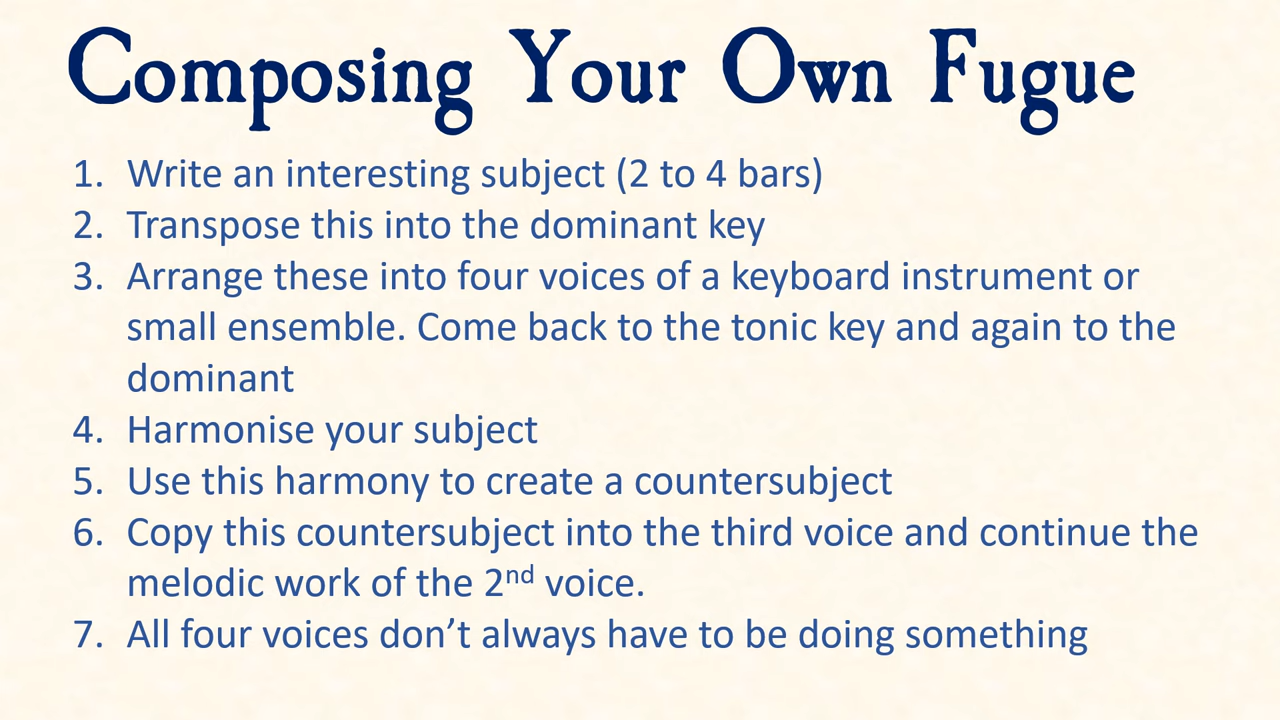 Composing Your Own Fugue
1. Write an interesting subject (2 to 4 bars)
2. Transpose this into the dominant key
3. Arrange these into four voices of a keyboard instrument or
small ensemble. Come back to the tonic key and again to the
dominant
4. Harmonise your subject
5. Use this harmony to create a countersubject
6. Copy this countersubject into the third voice and continue the
melodic work of the 2nd voice.
7. All four voices don’t always have to be doing something